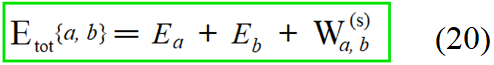 E_tot{a, b} = E_a + E_b + W_{a, b}^{(s)} (20)